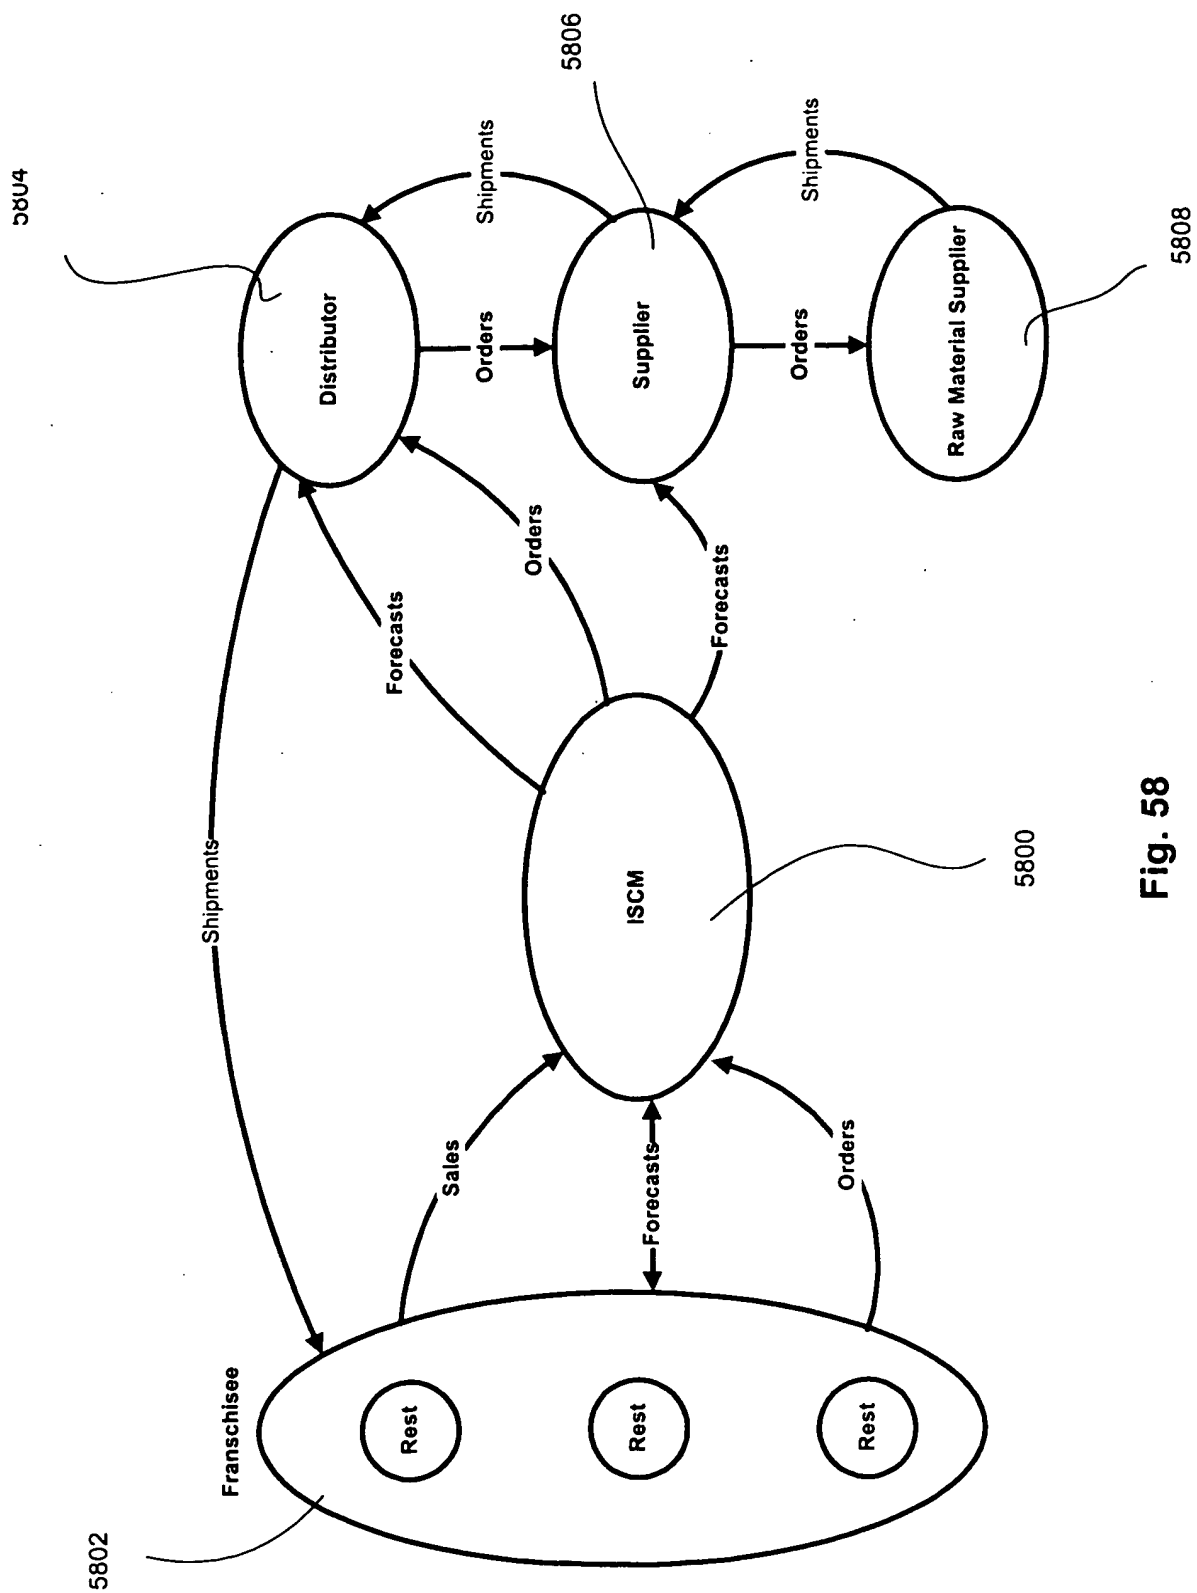 5802
Franschisee
Rest
Rest
Rest
Shipments
Sales
Forecasts
Orders
ISCM
5800
Forecasts
Orders
Forecasts
5804
Distributor
Orders
Shipments
Supplier
5806
Orders
Shipments
Raw Material Supplier
5808
Fig. 58